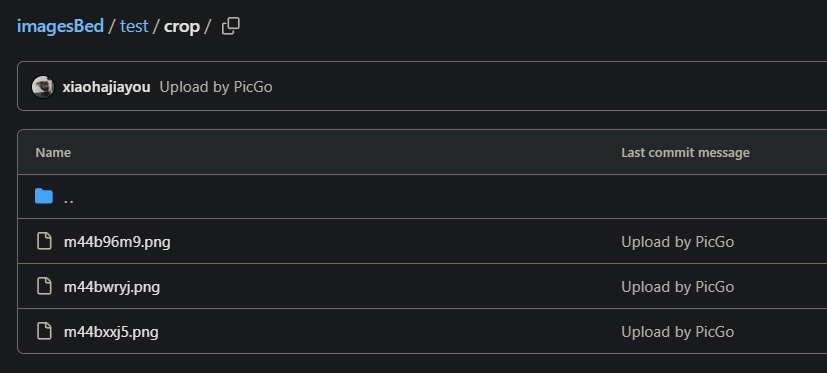 imagesBed / test / crop /
xiaohajiayou Upload by PicGo
Name Last commit message
..
m44b96m9.png Upload by PicGo
m44bwryj.png Upload by PicGo
m44bxxj5.png Upload by PicGo